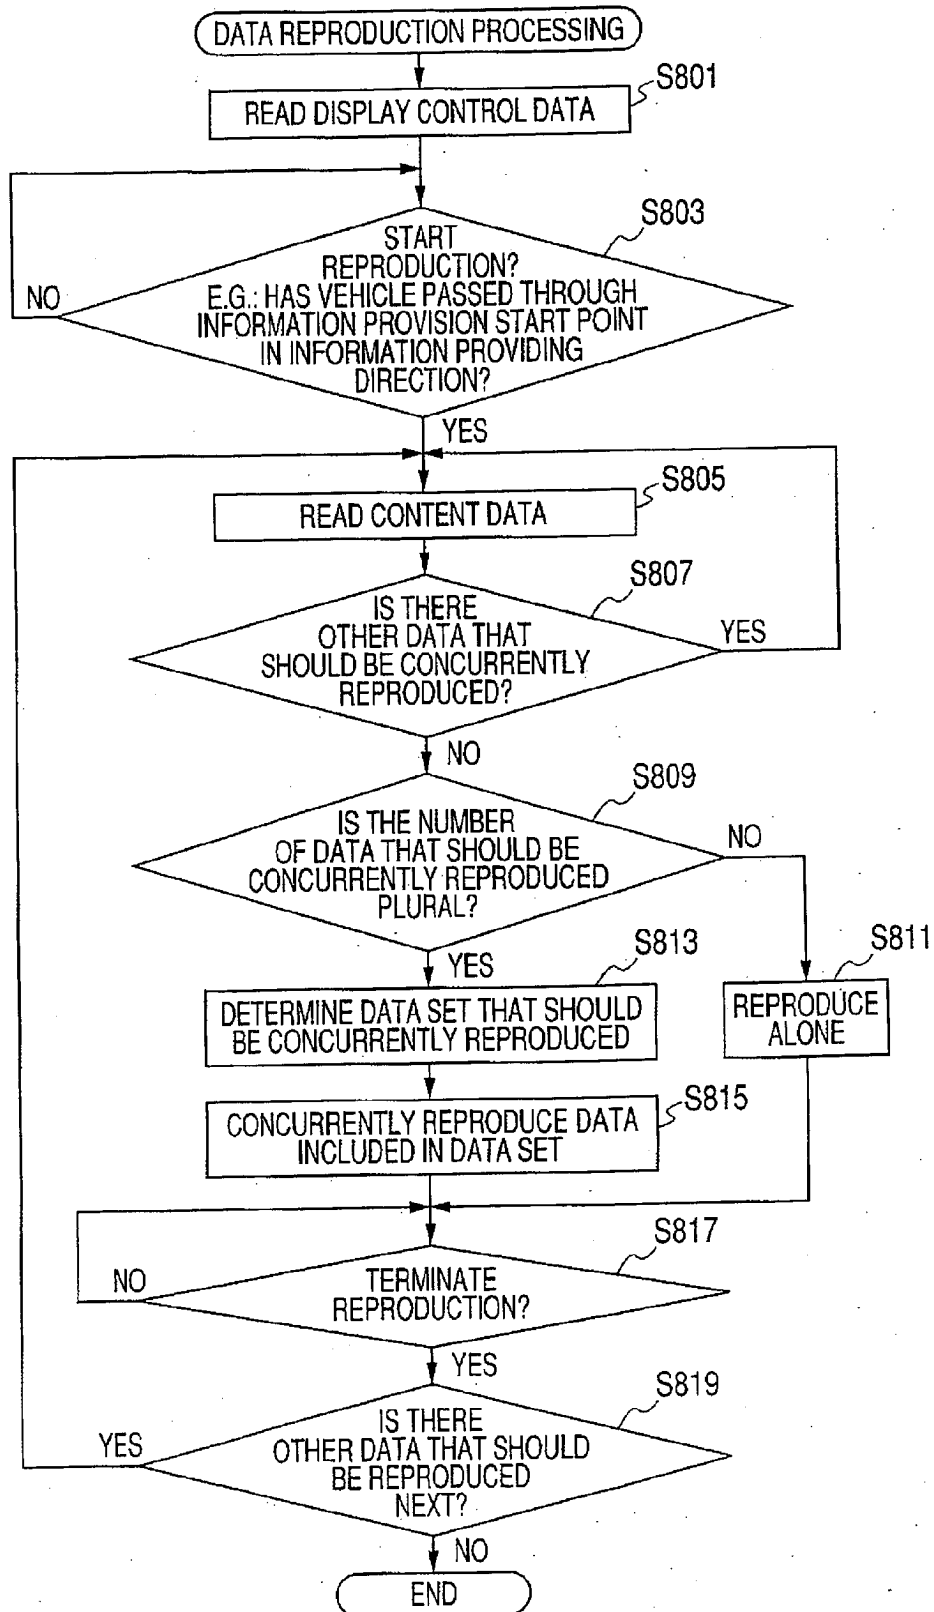 DATA REPRODUCTION PROCESSING
S801
READ DISPLAY CONTROL DATA
S803
START
REPRODUCTION?
E.G.: HAS VEHICLE PASSED THROUGH
INFORMATION PROVISION START POINT
IN INFORMATION PROVIDING
DIRECTION?
NO
YES
S805
READ CONTENT DATA
S807
IS THERE
OTHER DATA THAT
SHOULD BE CONCURRENTLY
REPRODUCED?
YES
NO
S809
IS THE NUMBER
OF DATA THAT SHOULD BE
CONCURRENTLY REPRODUCED
PLURAL?
NO
YES
S811
REPRODUCE
ALONE
S813
DETERMINE DATA SET THAT SHOULD
BE CONCURRENTLY REPRODUCED
S815
CONCURRENTLY REPRODUCE DATA
INCLUDED IN DATA SET
S817
TERMINATE
REPRODUCTION?
NO
YES
S819
IS THERE
OTHER DATA THAT SHOULD
BE REPRODUCED
NEXT?
YES
NO
END